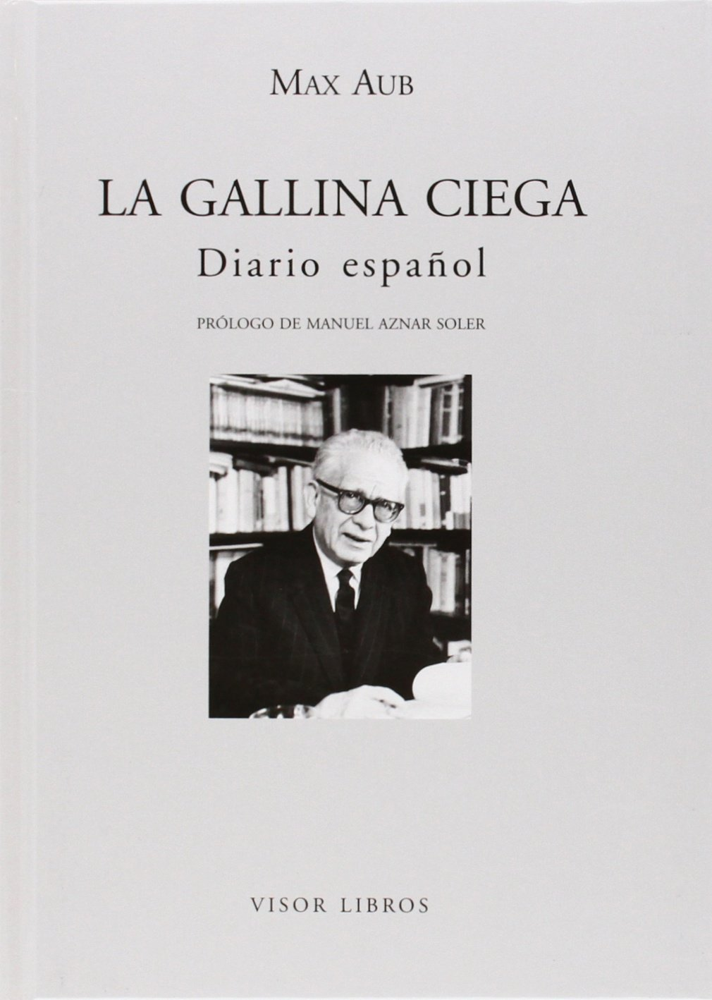 MAX AUB
LA GALLINA CIEGA
Diario español
PRÓLOGO DE MANUEL AZNAR SOLER
VISOR LIBROS